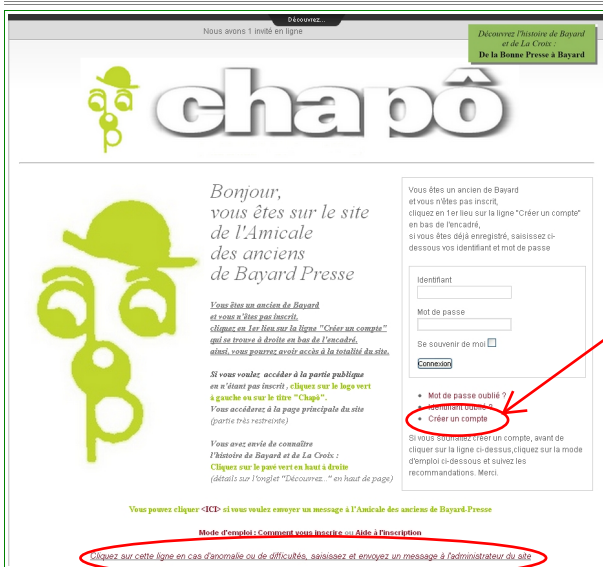 Découvrez...
Nous avons 1 invité en ligne
Découvrez l'histoire de Bayard
et de La Croix :
De la Bonne Presse à Bayard
chapô
Bonjour,
vous êtes sur le site
de l'Amicale
des anciens
de Bayard Presse
Vous êtes un ancien de Bayard
et vous n'êtes pas inscrit,
cliquez en 1er lieu sur la ligne "Créer un compte"
qui se trouve à droite en bas de l'encadré,
ainsi, vous pourrez avoir accès à la totalité du site.
Si vous voulez accéder à la partie publique
en n'étant pas inscrit , cliquez sur le logo vert
à gauche ou sur le titre "Chapô".
Vous accéderez à la page principale du site
(partie très restreinte)
Vous avez envie de connaître
l'histoire de Bayard et de La Croix :
Cliquez sur le pavé vert en haut à droite
(détails sur l'onglet "Découvrez..." en haut de page)
Vous êtes un ancien de Bayard
et vous n'êtes pas inscrit,
cliquez en 1er lieu sur la ligne "Créer un compte"
en bas de l'encadré,
si vous êtes déjà enregistré, saisissez ci-
dessous vos identifiant et mot de passe
Identifiant
Mot de passe
Se souvenir de moi
Connexion
Mot de passe oublié ?
Identifiant oublié ?
Créer un compte
Si vous souhaitez créer un compte, avant de
cliquer sur la ligne ci-dessus,cliquez sur la mode
d'emploi ci-dessous et suivez les
recommandations. Merci.
Vous pouvez cliquer <ICI> si vous voulez envoyer un message à l'Amicale des anciens de Bayard-Presse
Mode d'emploi : Comment vous inscrire ou Aide à l'inscription
Cliquez sur cette ligne en cas d'anomalie ou de difficultés, saisissez et envoyez un message à l'administrateur du site